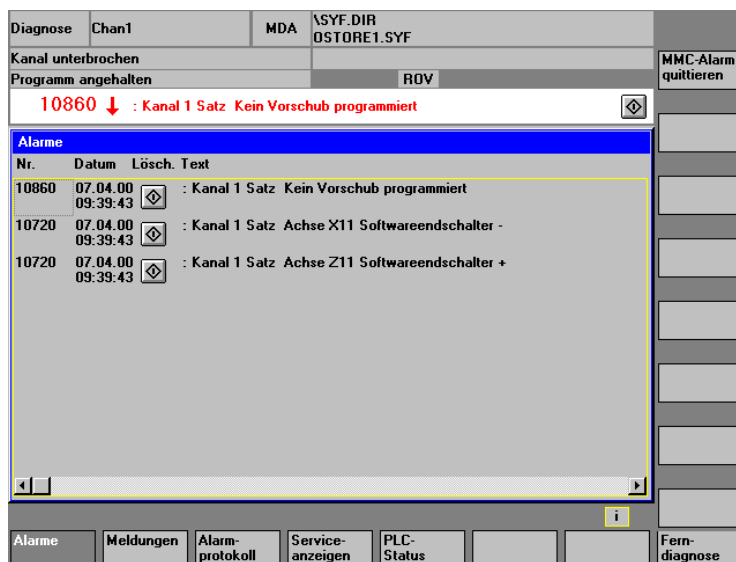 Diagnose Chan1 MDA \SYF.DIR
OSTORE1.SYF
Kanal unterbrochen
Programm angehalten ROV
MMC-Alarm
quittieren
10860 ↓ : Kanal 1 Satz Kein Vorschub programmiert
Alarme
Nr. Datum Lösch. Text
10860 07.04.00 : Kanal 1 Satz Kein Vorschub programmiert
09:39:43
10720 07.04.00 : Kanal 1 Satz Achse X11 Softwareendschalter -
09:39:43
10720 07.04.00 : Kanal 1 Satz Achse Z11 Softwareendschalter +
09:39:43
i
Alarme
Meldungen
Alarm-
protokoll
Service-
anzeigen
PLC-
Status
Fern-
diagnose